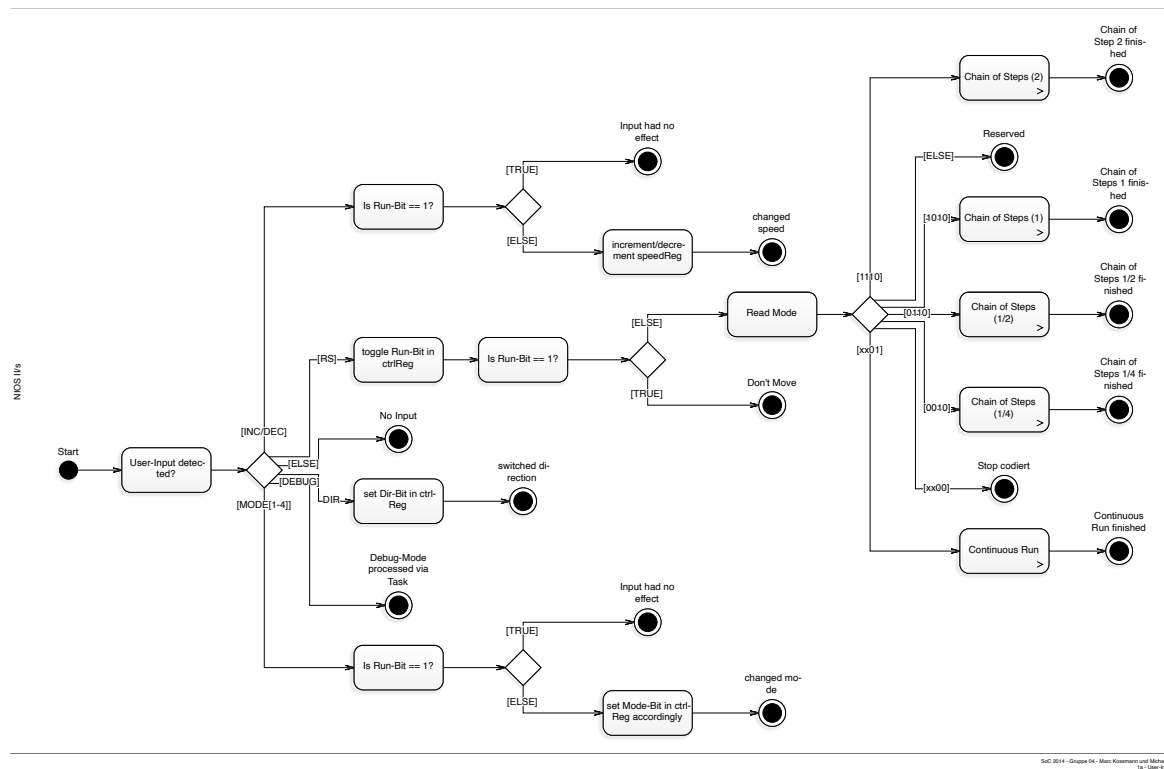 Chain of
Step 2 finis-
hed
Chain of Steps (2)
>
Input had no
effect
[TRUE]
Is Run-Bit == 1?
[ELSE]
increment/decre-
ment speedReg
changed
speed
Reserved
[ELSE]
Chain of
Steps 1 finis-
hed
[1010]
Chain of Steps (1)
>
[1110]
Chain of
Steps 1/2 fi-
nished
Read Mode
[0110]
Chain of Steps
(1/2)
>
[ELSE]
[xx01]
NIOS II/s
[RS]
toggle Run-Bit in
ctrlReg
Is Run-Bit == 1?
[TRUE]
Don't Move
Chain of
Steps 1/4 fi-
nished
[0010]
Chain of Steps
(1/4)
>
No Input
[INC/DEC]
Start
User-Input detec-
ted?
[ELSE]
[DEBUG]
[MODE[1-4]]
DIR
set Dir-Bit in ctrl-
Reg
switched di-
rection
Stop codiert
[xx00]
Continuous
Run finished
Continuous Run
>
Debug-Mode
processed via
Task
Input had no
effect
[TRUE]
Is Run-Bit == 1?
[ELSE]
set Mode-Bit in ctrl-
Reg accordingly
changed mo-
de
SoC 2014 - Gruppe 04 - Marc Kossmann und Micha
1a - User-In